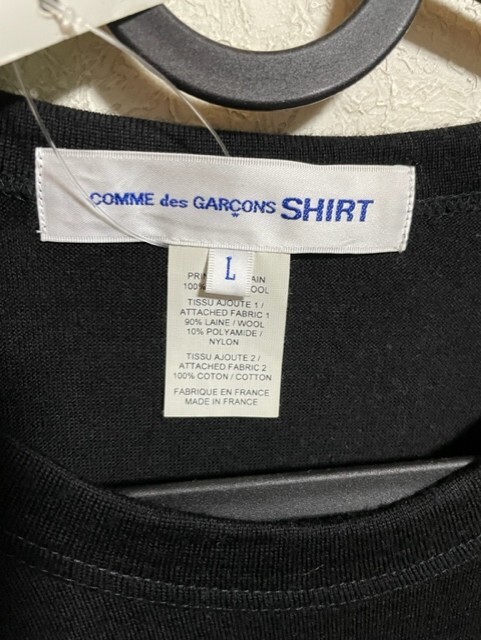 COMME des GARÇONS SHIRT
L
100%
TISSU AJOUTE 1 /
ATTACHED FABRIC 1
90% LAINE / WOOL
10% POLYAMIDE /
NYLON
TISSU AJOUTE 2 /
ATTACHED FABRIC 2
100% COTON / COTTON
FABRIQUE EN FRANCE
MADE IN FRANCE